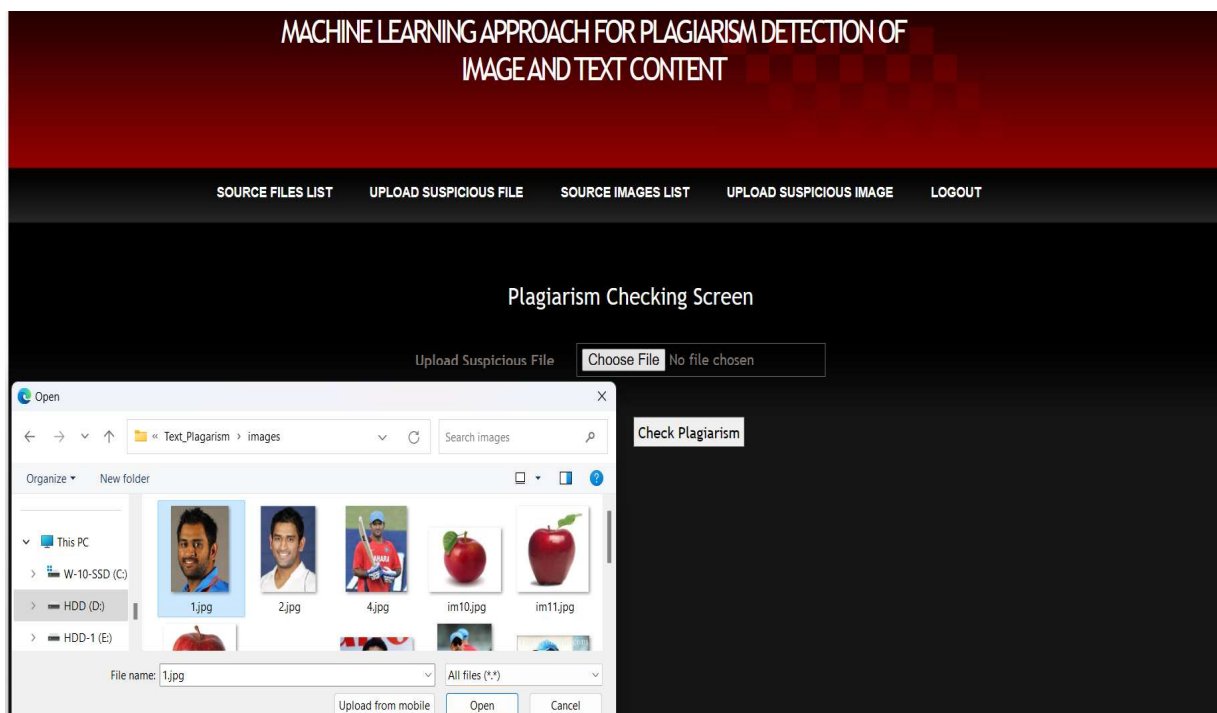 MACHINE LEARNING APPROACH FOR PLAGIARISM DETECTION OF
IMAGE AND TEXT CONTENT
SOURCE FILES LIST UPLOAD SUSPICIOUS FILE SOURCE IMAGES LIST UPLOAD SUSPICIOUS IMAGE LOGOUT
Plagiarism Checking Screen
Upload Suspicious File Choose File No file chosen
Check Plagiarism
Open
« Text_Plagarism > images
Search images
Organize New folder
This PC
W-10-SSD (C:)
HDD (D:)
HDD-1 (E:)
SAHARA
1.jpg 2.jpg 4.jpg im10.jpg im11.jpg
File name: 1.jpg All files (*.*)
Upload from mobile Open Cancel